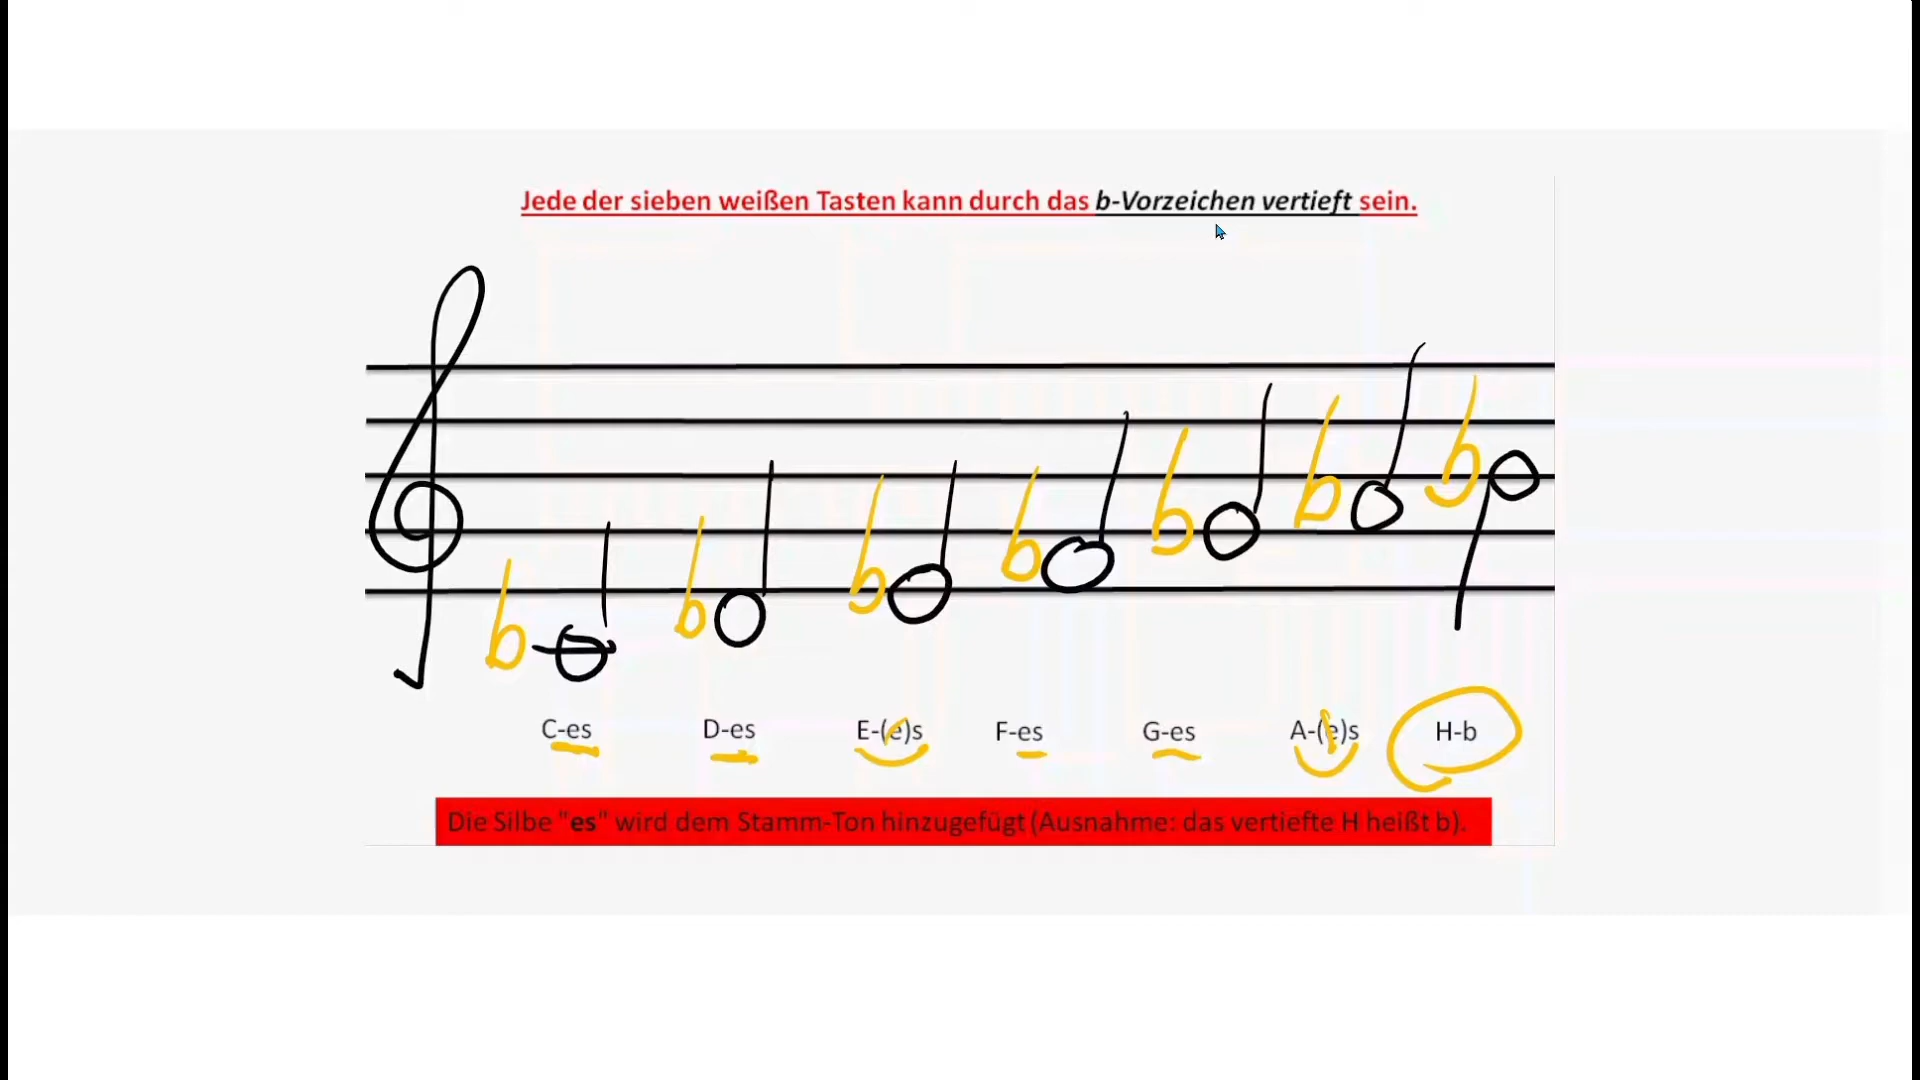 Jede der sieben weißen Tasten kann durch das b-Vorzeichen vertieft sein.
b b b b b b b
C-es D-es E-(e)s F-es G-es A-(e)s H-b
Die Silbe "es" wird dem Stamm-Ton hinzugefügt (Ausnahme: das vertiefte H heißt b).